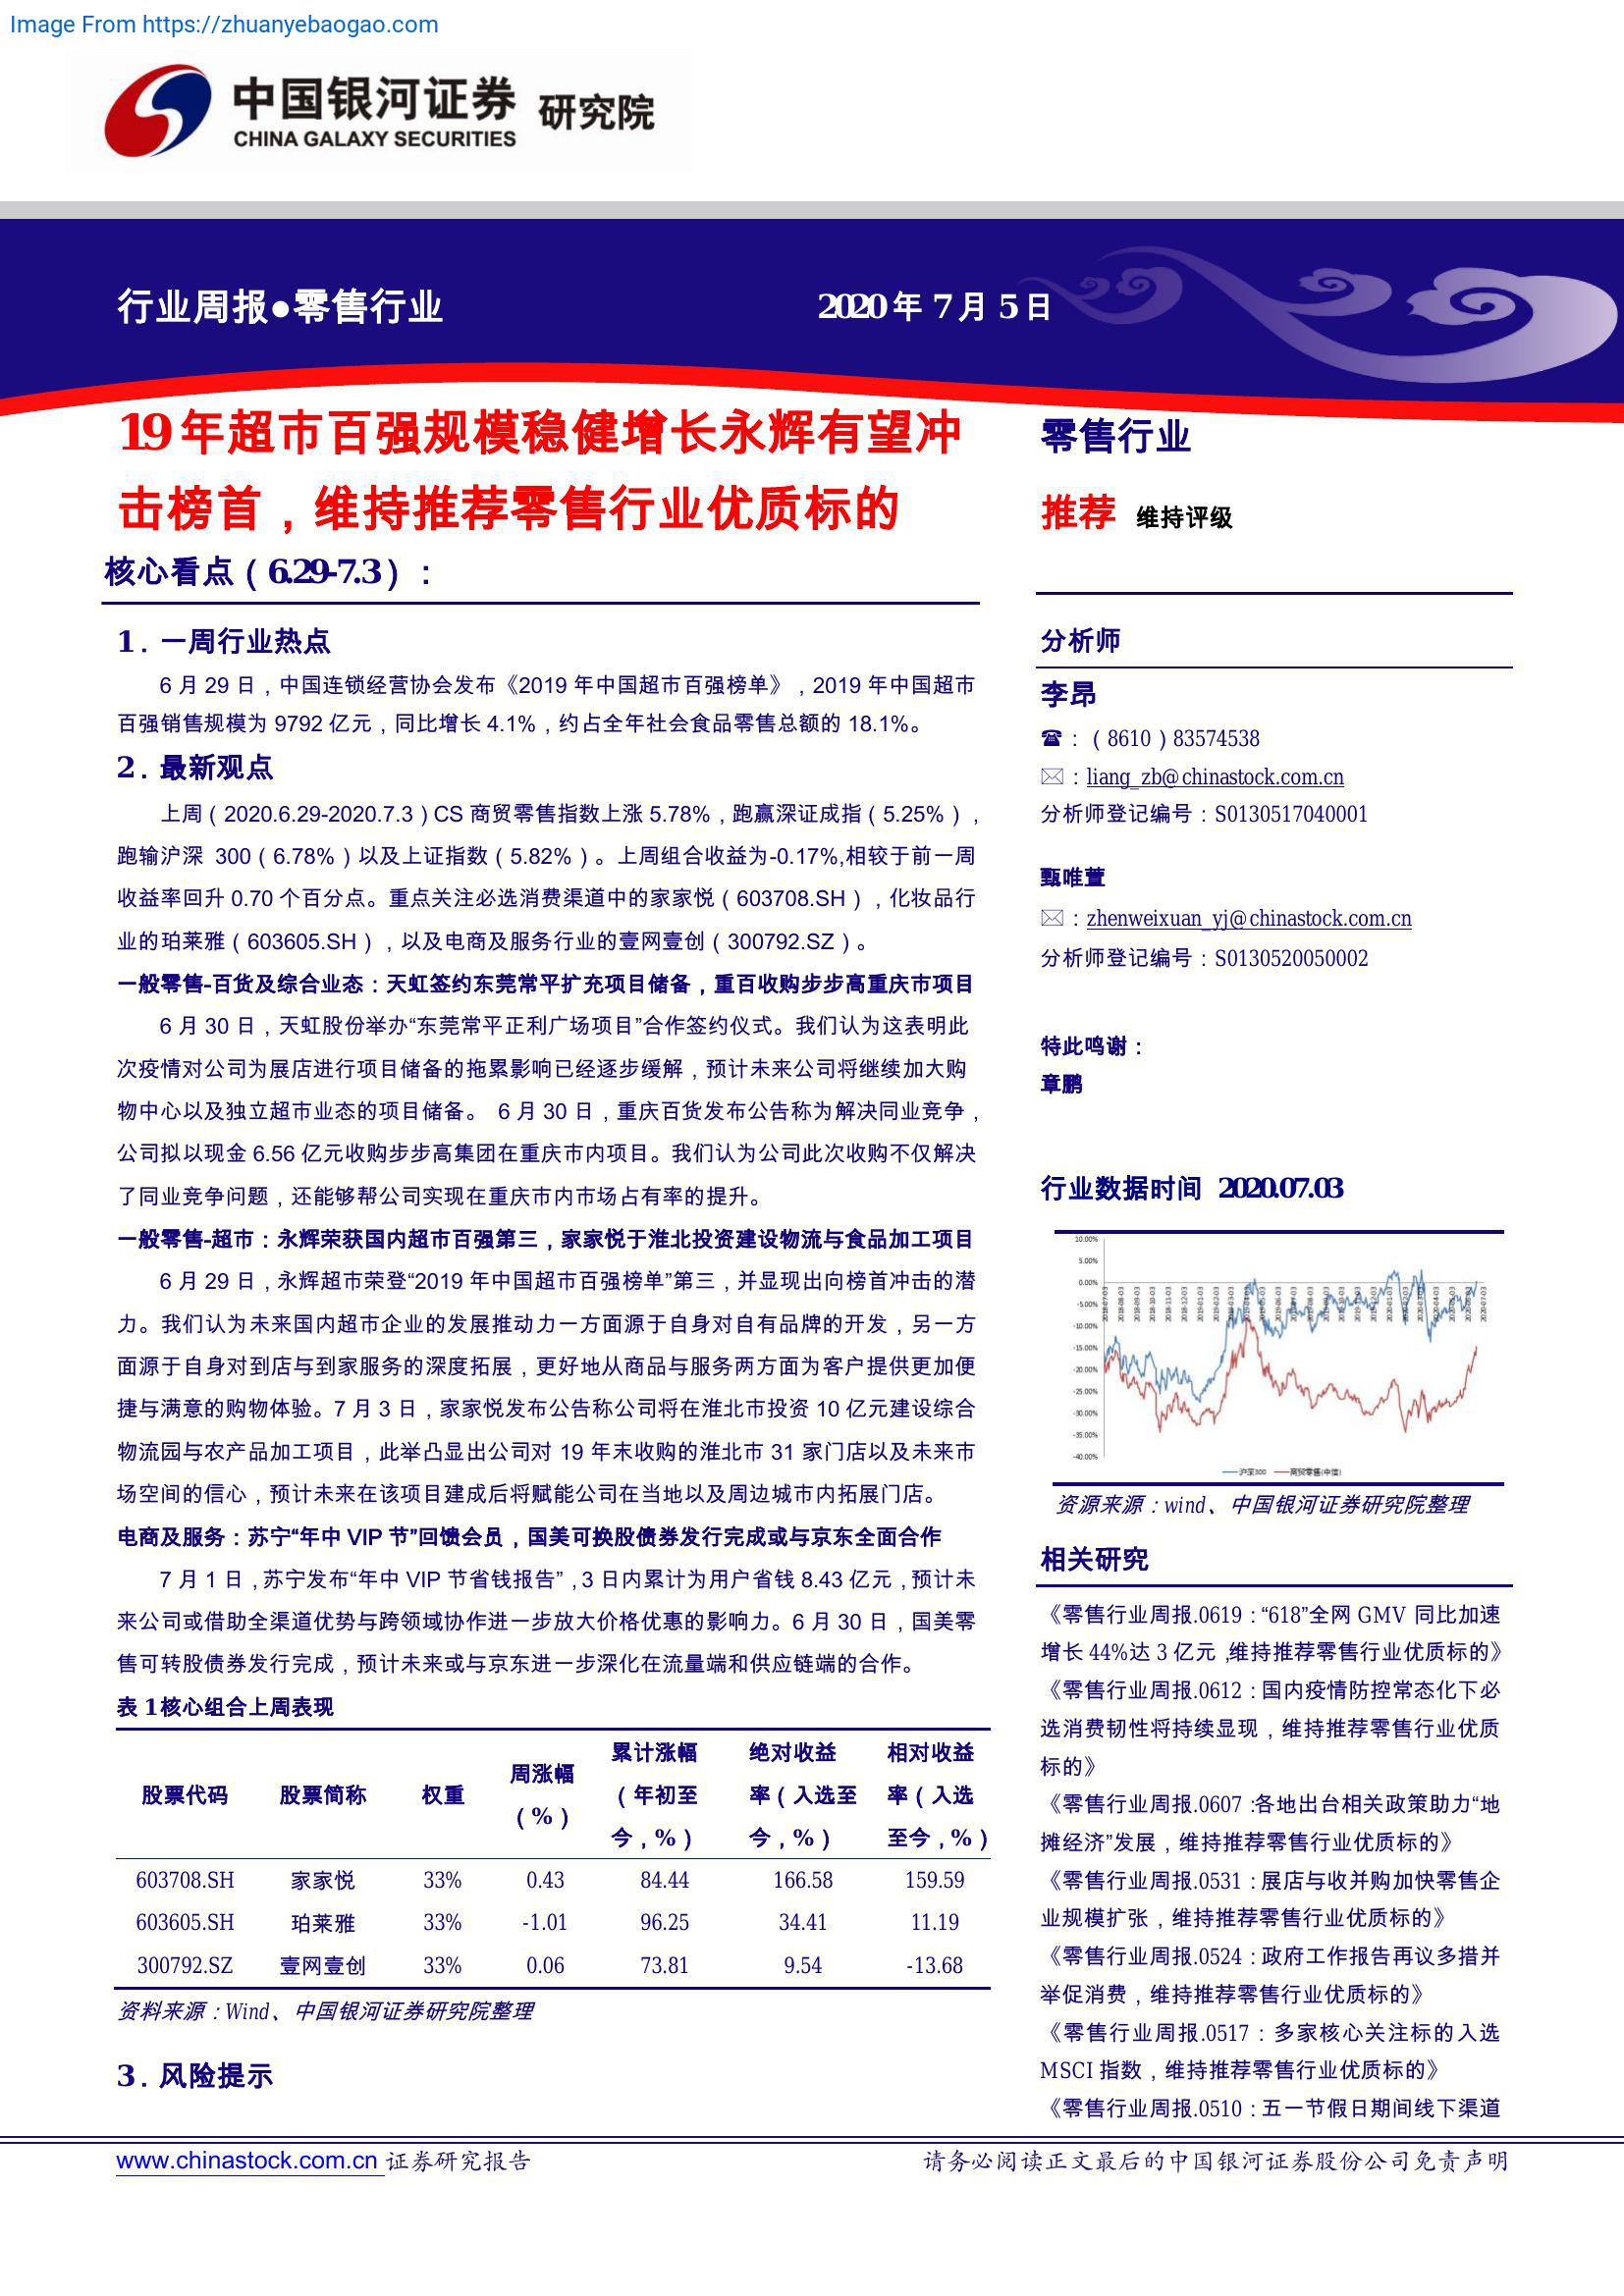 Image From https://zhuanyebaogao.com
中国银河证券 研究院
CHINA GALAXY SECURITIES
行业周报●零售行业
2020年 7月 5日
19年超市百强规模稳健增长永辉有望冲
击榜首，维持推荐零售行业优质标的
核心看点（6.29-7.3）：
1. 一周行业热点
6 月 29 日，中国连锁经营协会发布《2019 年中国超市百强榜单》，2019 年中国超市
百强销售规模为 9792 亿元，同比增长 4.1%，约占全年社会食品零售总额的 18.1%。
2. 最新观点
上周（2020.6.29-2020.7.3）CS 商贸零售指数上涨 5.78%，跑赢深证成指（5.25%），
跑输沪深 300（6.78%）以及上证指数（5.82%）。上周组合收益为-0.17%,相较于前一周
收益率回升 0.70 个百分点。重点关注必选消费渠道中的家家悦（603708.SH），化妆品行
业的珀莱雅（603605.SH），以及电商及服务行业的壹网壹创（300792.SZ）。
一般零售-百货及综合业态：天虹签约东莞常平扩充项目储备，重百收购步步高重庆市项目
6 月 30 日，天虹股份举办“东莞常平正利广场项目”合作签约仪式。我们认为这表明此
次疫情对公司为展店进行项目储备的拖累影响已经逐步缓解，预计未来公司将继续加大购
物中心以及独立超市业态的项目储备。 6 月 30 日，重庆百货发布公告称为解决同业竞争，
公司拟以现金 6.56 亿元收购步步高集团在重庆市内项目。我们认为公司此次收购不仅解决
了同业竞争问题，还能够帮公司实现在重庆市内市场占有率的提升。
一般零售-超市：永辉荣获国内超市百强第三，家家悦于淮北投资建设物流与食品加工项目
6 月 29 日，永辉超市荣登“2019 年中国超市百强榜单”第三，并显现出向榜首冲击的潜
力。我们认为未来国内超市企业的发展推动力一方面源于自身对自有品牌的开发，另一方
面源于自身对到店与到家服务的深度拓展，更好地从商品与服务两方面为客户提供更加便
捷与满意的购物体验。7 月 3 日，家家悦发布公告称公司将在淮北市投资 10 亿元建设综合
物流园与农产品加工项目，此举凸显出公司对 19 年末收购的淮北市 31 家门店以及未来市
场空间的信心，预计未来在该项目建成后将赋能公司在当地以及周边城市内拓展门店。
电商及服务：苏宁“年中 VIP 节”回馈会员，国美可换股债券发行完成或与京东全面合作
7 月 1 日，苏宁发布“年中 VIP 节省钱报告”，3 日内累计为用户省钱 8.43 亿元，预计未
来公司或借助全渠道优势与跨领域协作进一步放大价格优惠的影响力。6 月 30 日，国美零
售可转股债券发行完成，预计未来或与京东进一步深化在流量端和供应链端的合作。
表 1核心组合上周表现
股票代码 股票简称 权重 周涨幅（%） 累计涨幅（年初至今，%） 绝对收益率（入选至今，%） 相对收益率（入选至今，%）
603708.SH 家家悦 33% 0.43 84.44 166.58 159.59
603605.SH 珀莱雅 33% -1.01 96.25 34.41 11.19
300792.SZ 壹网壹创 33% 0.06 73.81 9.54 -13.68
资料来源：Wind、中国银河证券研究院整理
3. 风险提示
零售行业
推荐 维持评级
分析师
李昂
☎：（8610）83574538
✉：liang_zb@chinastock.com.cn
分析师登记编号：S0130517040001
甄唯萱
✉：zhenweixuan_yj@chinastock.com.cn
分析师登记编号：S0130520050002
特此鸣谢：
章鹏
行业数据时间 2020.07.03
10.00%
5.00%
0.00%
-5.00%
-10.00%
-15.00%
-20.00%
-25.00%
-30.00%
-35.00%
-40.00%
沪深300 商贸零售(中信)
资源来源：wind、中国银河证券研究院整理
相关研究
《零售行业周报.0619：“618”全网 GMV 同比加速
增长 44%达 3 亿元，维持推荐零售行业优质标的》
《零售行业周报.0612：国内疫情防控常态化下必
选消费韧性将持续显现，维持推荐零售行业优质
标的》
《零售行业周报.0607：各地出台相关政策助力“地
摊经济”发展，维持推荐零售行业优质标的》
《零售行业周报.0531：展店与收并购加快零售企
业规模扩张，维持推荐零售行业优质标的》
《零售行业周报.0524：政府工作报告再议多措并
举促消费，维持推荐零售行业优质标的》
《零售行业周报.0517：多家核心关注标的入选
MSCI 指数，维持推荐零售行业优质标的》
《零售行业周报.0510：五一节假日期间线下渠道
www.chinastock.com.cn 证券研究报告
请务必阅读正文最后的中国银河证券股份公司免责声明